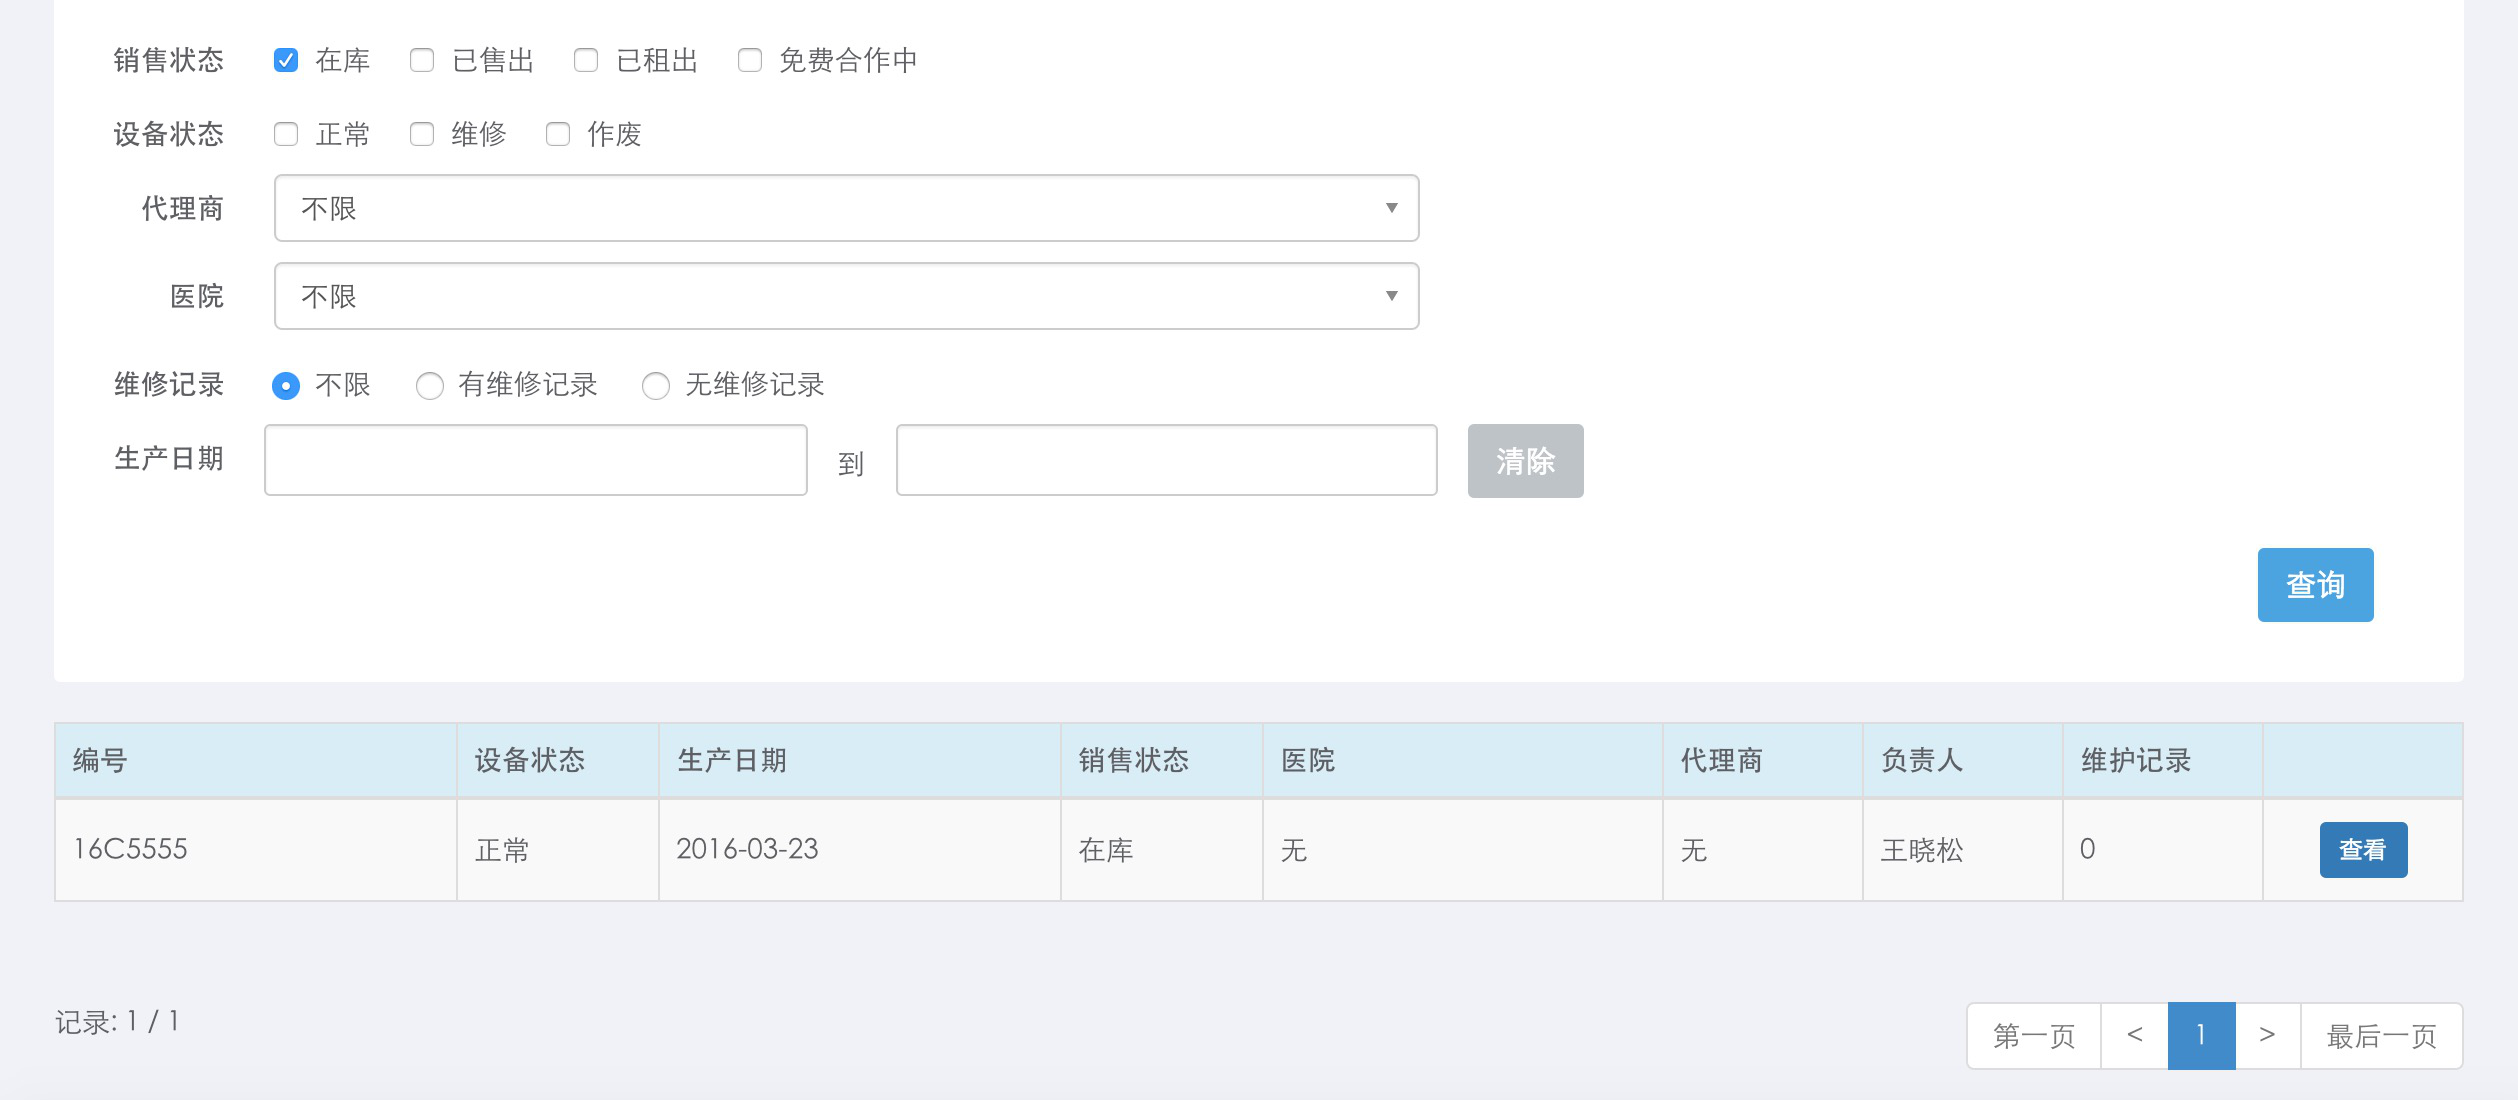 销售状态 在库 已售出 已租出 免费合作中
设备状态 正常 维修 作废
代理商 不限
医院 不限
维修记录 不限 有维修记录 无维修记录
生产日期 到 清除
查询
编号 设备状态 生产日期 销售状态 医院 代理商 负责人 维护记录
16C5555 正常 2016-03-23 在库 无 无 王晓松 0 查看
记录: 1 / 1
第一页 < 1 > 最后一页